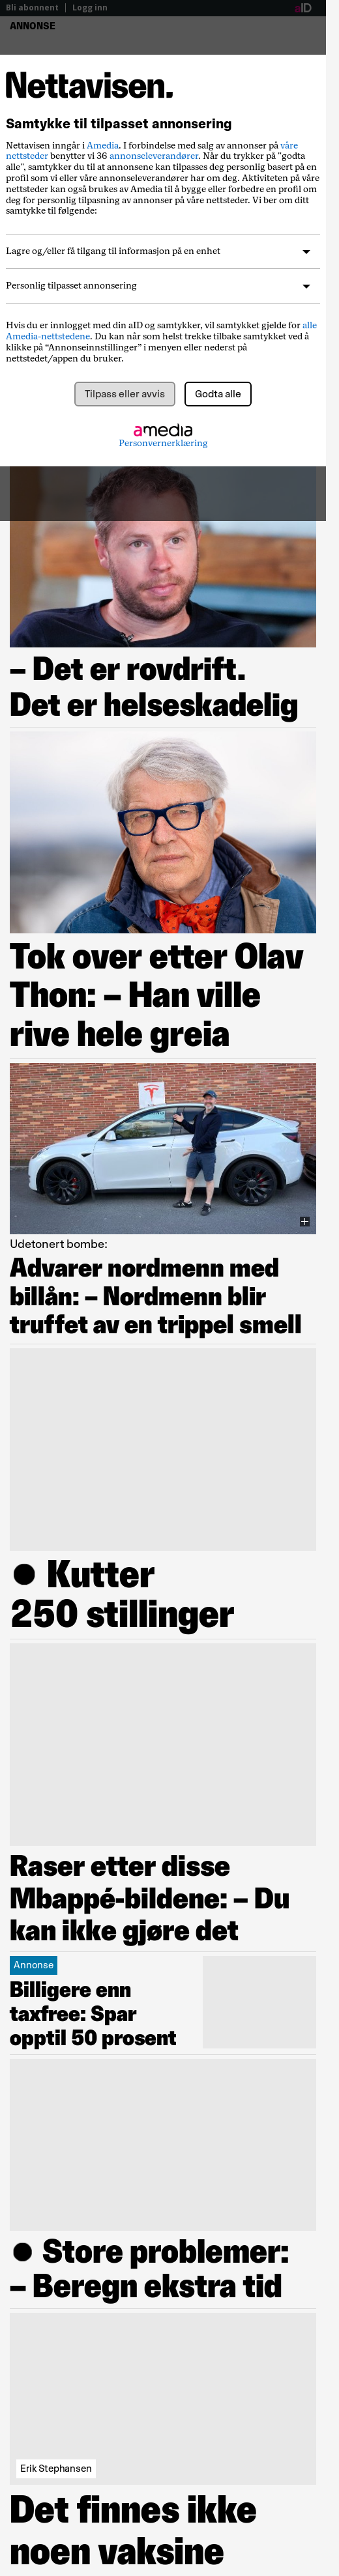 Bli abonnent | Logg inn
aID
ANNONSE
Nettavisen.
Samtykke til tilpasset annonsering
Nettavisen inngår i Amedia. I forbindelse med salg av annonser på våre
nettsteder benytter vi 36 annonseleverandører. Når du trykker på "godta
alle", samtykker du til at annonsene kan tilpasses deg personlig basert på en
profil som vi eller våre annonseleverandører har om deg. Aktiviteten på våre
nettsteder kan også brukes av Amedia til å bygge eller forbedre en profil om
deg for personlig tilpasning av annonser på våre nettsteder. Vi ber om ditt
samtykke til følgende:
Lagre og/eller få tilgang til informasjon på en enhet
Personlig tilpasset annonsering
Hvis du er innlogget med din aID og samtykker, vil samtykket gjelde for alle
Amedia-nettstedene. Du kan når som helst trekke tilbake samtykket ved å
klikke på “Annonseinnstillinger” i menyen eller nederst på
nettstedet/appen du bruker.
Tilpass eller avvis
Godta alle
amedia
Personvernerklæring
– Det er rovdrift.
Det er helseskadelig
Tok over etter Olav
Thon: – Han ville
rive hele greia
Udetonert bombe:
Advarer nordmenn med
billån: – Nordmenn blir
truffet av en trippel smell
● Kutter
250 stillinger
Raser etter disse
Mbappé-bildene: – Du
kan ikke gjøre det
Annonse
Billigere enn
taxfree: Spar
opptil 50 prosent
● Store problemer:
– Beregn ekstra tid
Erik Stephansen
Det finnes ikke
noen vaksine